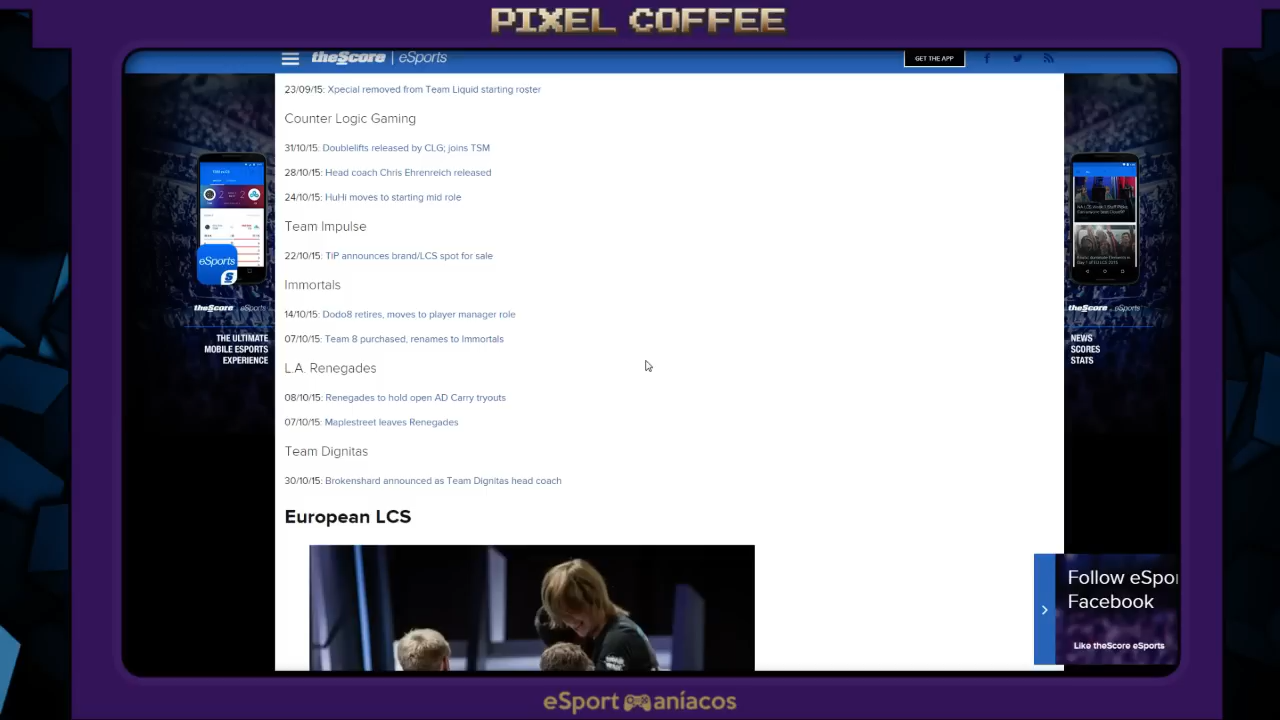 PIXEL COFFEE
theScore | eSports
GET THE APP
23/09/15: Xpecial removed from Team Liquid starting roster
Counter Logic Gaming
31/10/15: Doublelifts released by CLG; joins TSM
28/10/15: Head coach Chris Ehrenreich released
24/10/15: HuHi moves to starting mid role
Team Impulse
22/10/15: TiP announces brand/LCS spot for sale
Immortals
14/10/15: Dodo8 retires, moves to player manager role
07/10/15: Team 8 purchased, renames to Immortals
L.A. Renegades
08/10/15: Renegades to hold open AD Carry tryouts
07/10/15: Maplestreet leaves Renegades
Team Dignitas
30/10/15: Brokenshard announced as Team Dignitas head coach
European LCS
2 2
eSports
theScore eSports
THE ULTIMATE
MOBILE ESPORTS
EXPERIENCE
theScore eSports
NEWS
SCORES
STATS
Follow eSpor
Facebook
Like theScore eSports
eSport maníacos